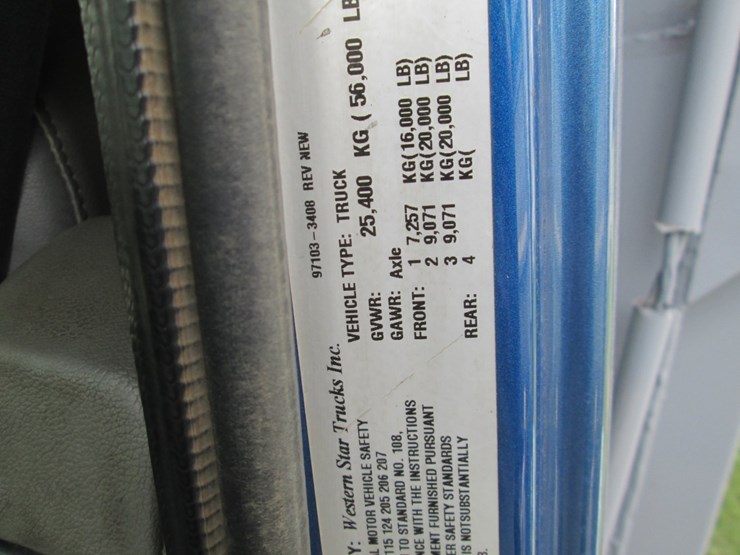 97103-3408 REV NEW
Y: Western Star Trucks Inc. VEHICLE TYPE: TRUCK
L MOTOR VEHICLE SAFETY GVWR: 25,400 KG ( 56,000 LB
115 124 205 206 207 GAWR: Axle
TO STANDARD NO. 108, FRONT: 1 7,257 KG( 16,000 LB)
CE WITH THE INSTRUCTIONS 2 9,071 KG( 20,000 LB)
ENT FURNISHED PURSUANT 3 9,071 KG( 20,000 LB)
ER SAFETY STANDARDS REAR: 4 KG( LB)
IS NOTSUBSTANTIALLY